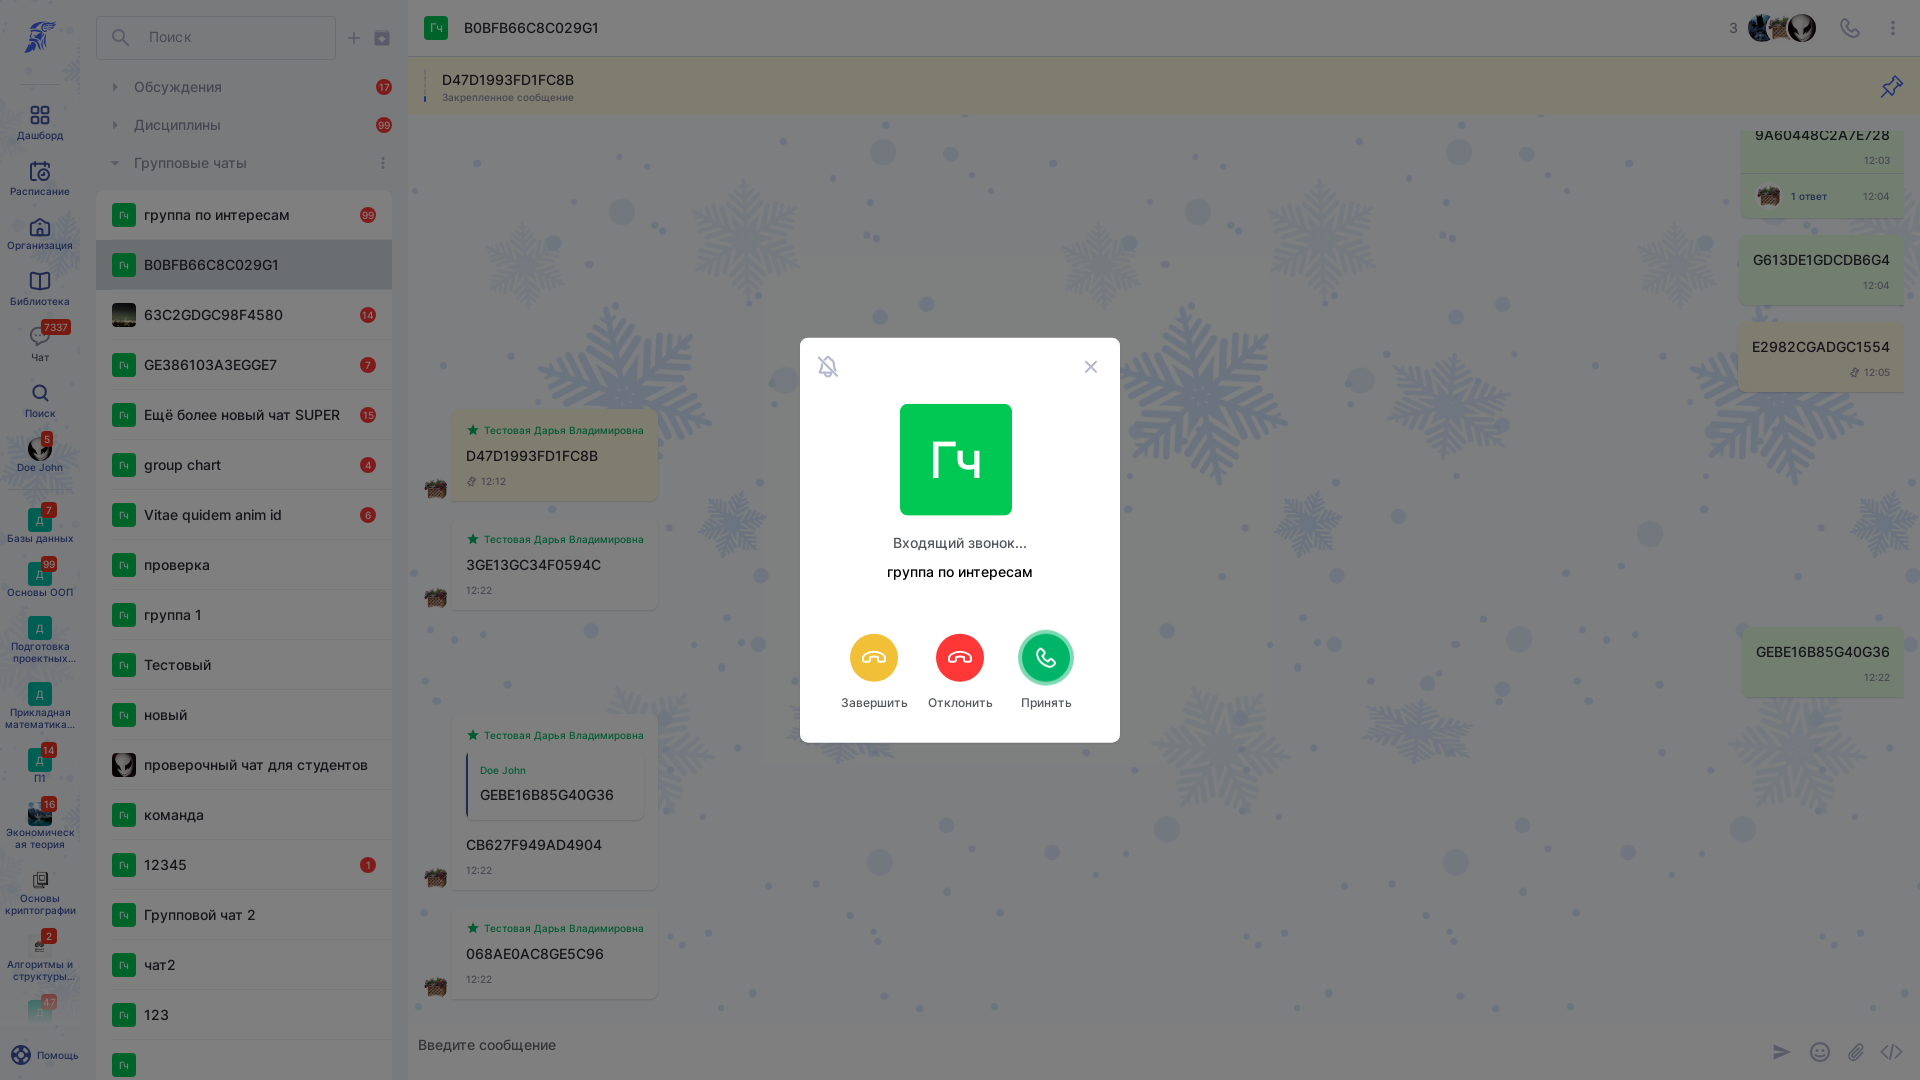 Дашборд
Расписание
Организация
Библиотека
7337
Чат
Поиск
5
Doe John
7
Д
Базы данных
99
Д
Основы ООП
Д
Подготовка
проектных...
Д
Прикладная
математика...
14
Д
П1
16
Экономическ
ая теория
Основы
криптографии
2
Алгоритмы и
структуры...
47
Д
Помощь
Поиск
Обсуждения
17
Дисциплины
99
Групповые чаты
Гч
группа по интересам
99
Гч
B0BFB66C8C029G1
63C2GDGC98F4580
14
Гч
GE386103A3EGGE7
7
Гч
Ещё более новый чат SUPER
15
Гч
group chart
4
Гч
Vitae quidem anim id
6
Гч
проверка
Гч
группа 1
Гч
Тестовый
Гч
новый
проверочный чат для студентов
Гч
команда
Гч
12345
1
Гч
Групповой чат 2
Гч
чат2
Гч
123
Гч
Гч
B0BFB66C8C029G1
3
D47D1993FD1FC8B
Закрепленное сообщение
9A60448C2A7E728
12:03
1 ответ
12:04
G613DE1GDCDB6G4
12:04
E2982CGADGC1554
12:05
Тестовая Дарья Владимировна
D47D1993FD1FC8B
12:12
Тестовая Дарья Владимировна
3GE13GC34F0594C
12:22
GEBE16B85G40G36
12:22
Тестовая Дарья Владимировна
Doe John
GEBE16B85G40G36
CB627F949AD4904
12:22
Тестовая Дарья Владимировна
068AE0AC8GE5C96
12:22
Введите сообщение
Гч
Входящий звонок...
группа по интересам
Завершить
Отклонить
Принять